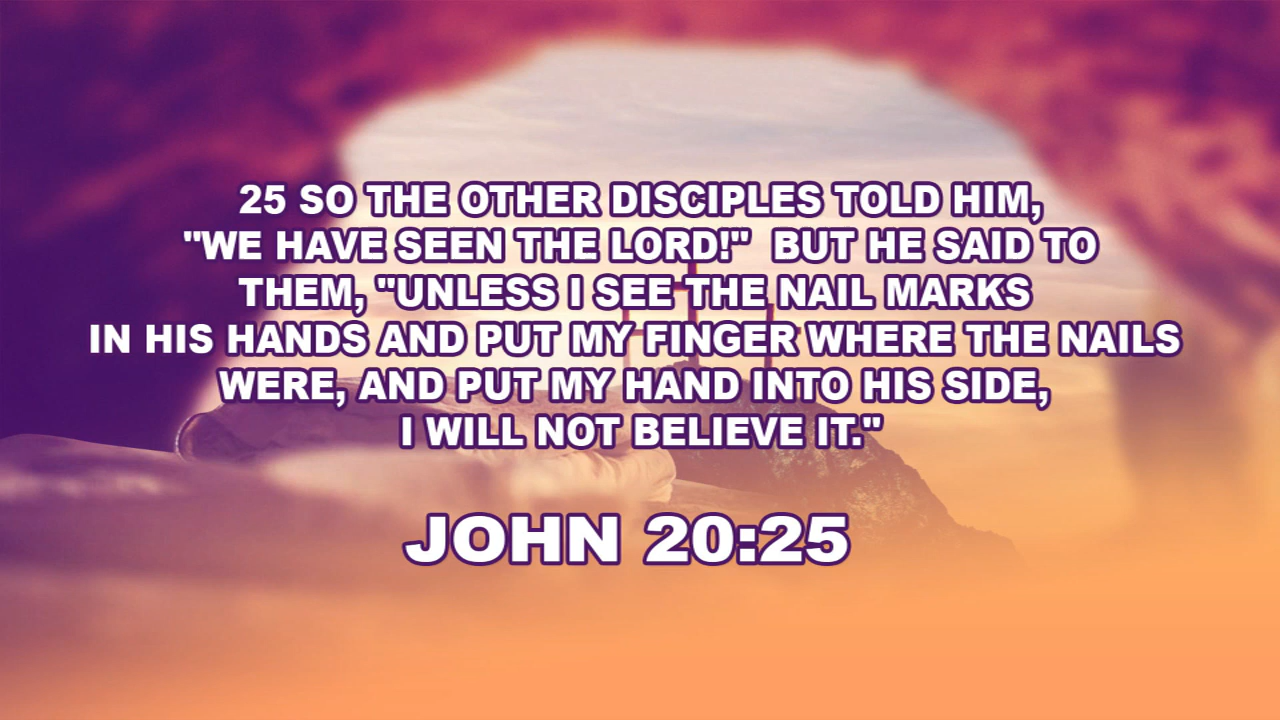 25 SO THE OTHER DISCIPLES TOLD HIM,
"WE HAVE SEEN THE LORD!"  BUT HE SAID TO
THEM, "UNLESS I SEE THE NAIL MARKS
IN HIS HANDS AND PUT MY FINGER WHERE THE NAILS
WERE, AND PUT MY HAND INTO HIS SIDE,
I WILL NOT BELIEVE IT."
JOHN 20:25